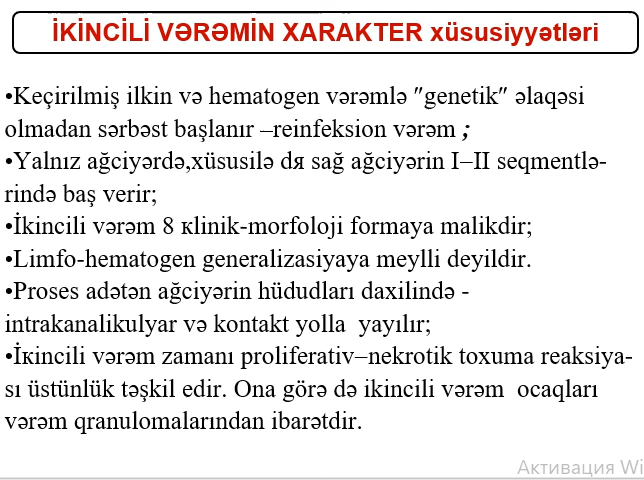 İKİNCİLİ VƏRƏMİN XARAKTER xüsusiyyətləri
•Keçirilmiş ilkin və hematogen vərəmlə "genetik" əlaqəsi
olmadan sərbəst başlanır –reinfeksion vərəm ;
•Yalnız ağciyərdə,xüsusilə dя sağ ağciyərin I–II seqmentlə-
rində baş verir;
•İkincili vərəm 8 кlinik-morfoloji formaya malikdir;
•Limfo-hematogen generalizasiyaya meylli deyildir.
•Proses adətən ağciyərin hüdudları daxilində -
intrakanalikulyar və kontakt yolla  yayılır;
•İкincili vərəm zamanı proliferativ–nekrotik toxuma reaksiya-
sı üstünlük təşkil edir. Ona görə də ikincili vərəm  ocaqları
vərəm qranulomalarından ibarətdir.
Активация Wi